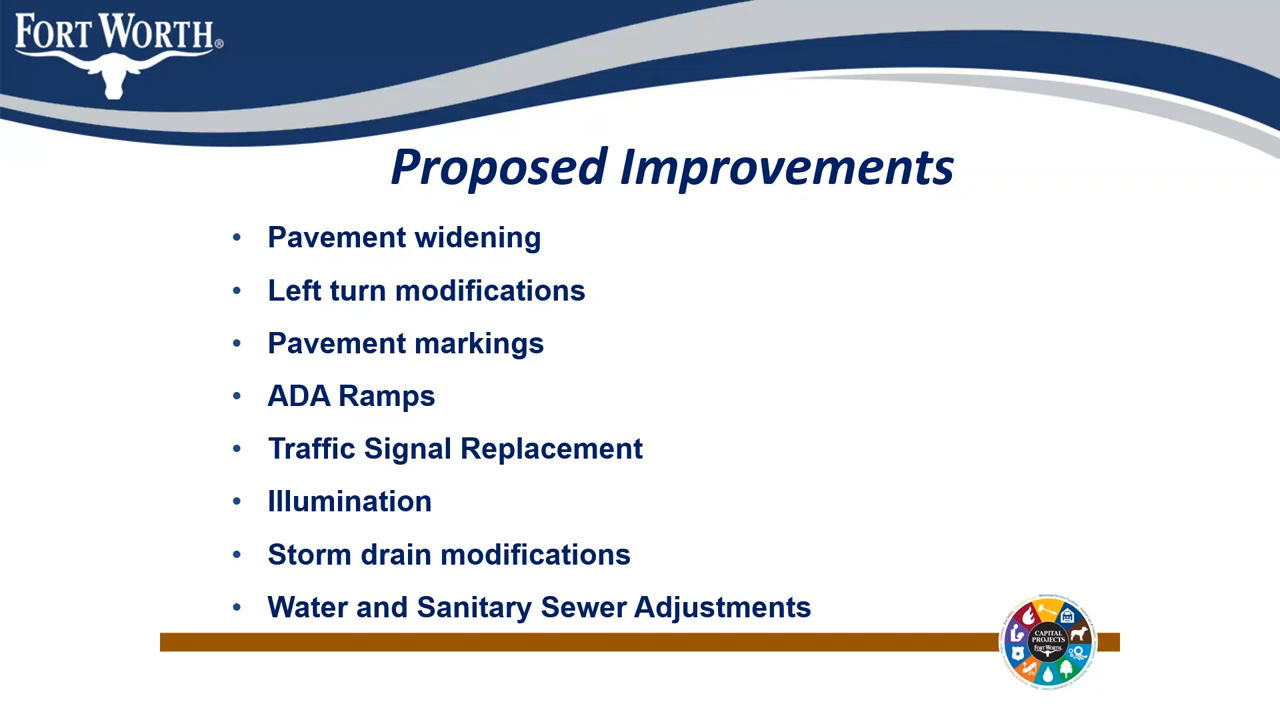 FORT WORTH®
Proposed Improvements
• Pavement widening
• Left turn modifications
• Pavement markings
• ADA Ramps
• Traffic Signal Replacement
• Illumination
• Storm drain modifications
• Water and Sanitary Sewer Adjustments
CAPITAL
PROJECTS
FORT WORTH